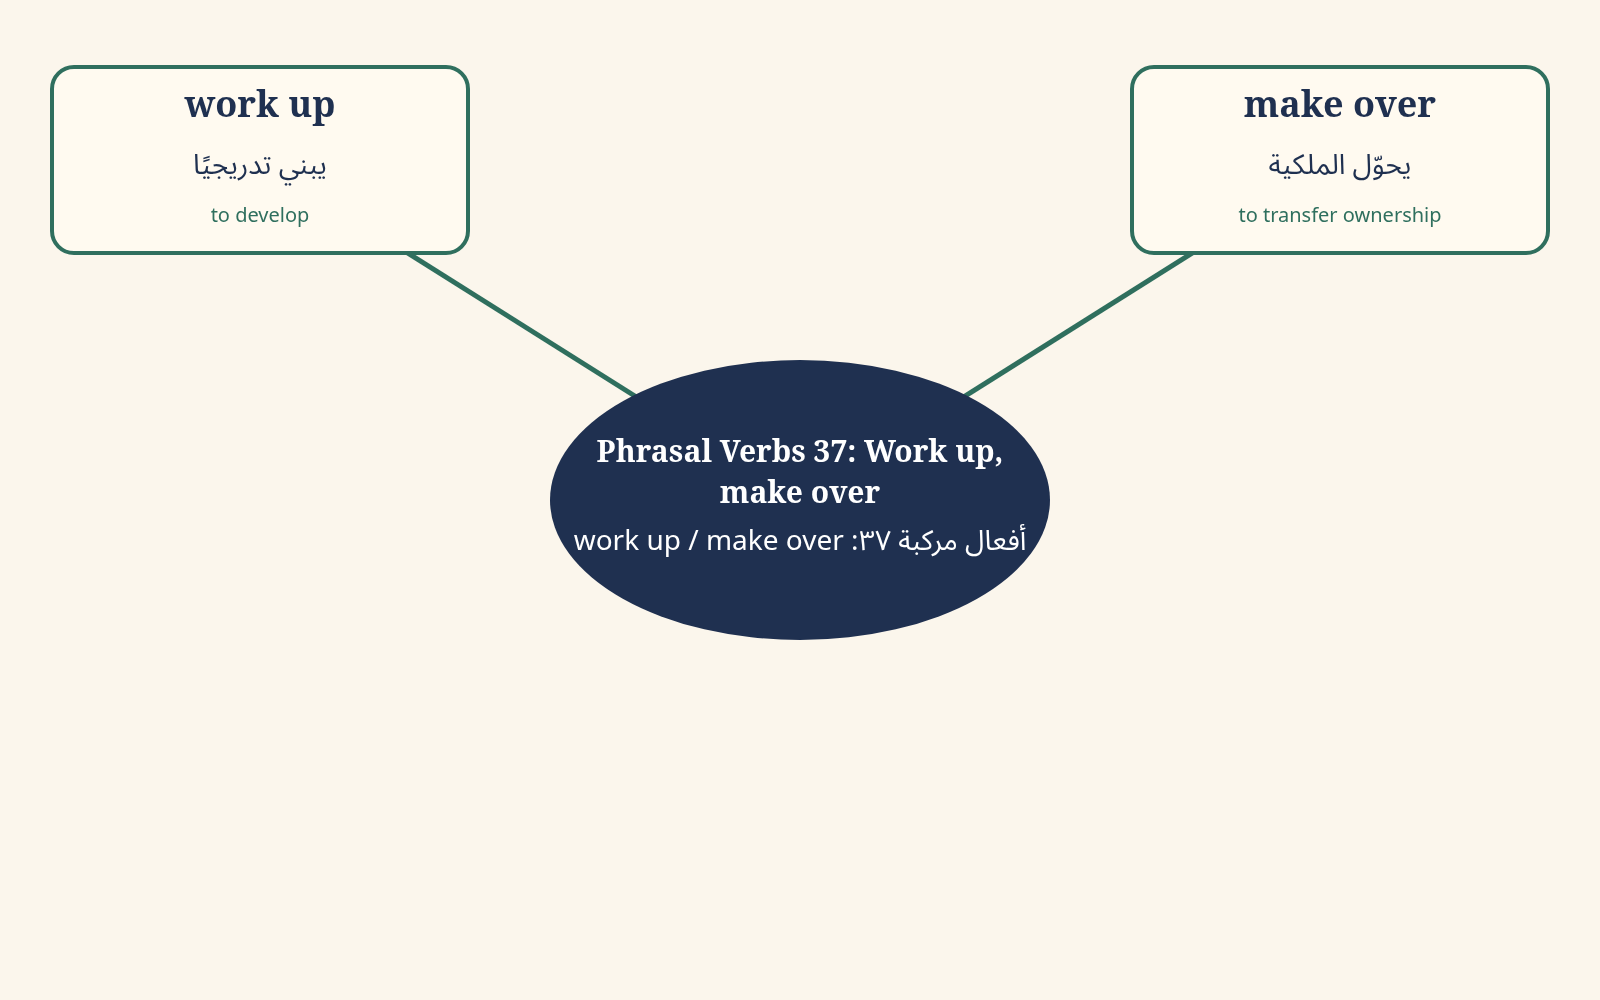 work up
يبني تدريجيًا
to develop
make over
يحوّل الملكية
to transfer ownership
Phrasal Verbs 37: Work up,
make over
أفعال مركبة ٣٧: work up / make over